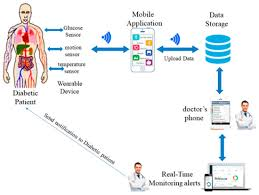 Glucose
Sensor
motion
sensor
temperature
sensor
Wearable
Device
Diabetic
Patient
Mobile
Application
Upload Data
Data
Storage
doctor's
phone
Real-Time
Monitoring alerts
Send notification to Diabetic patient